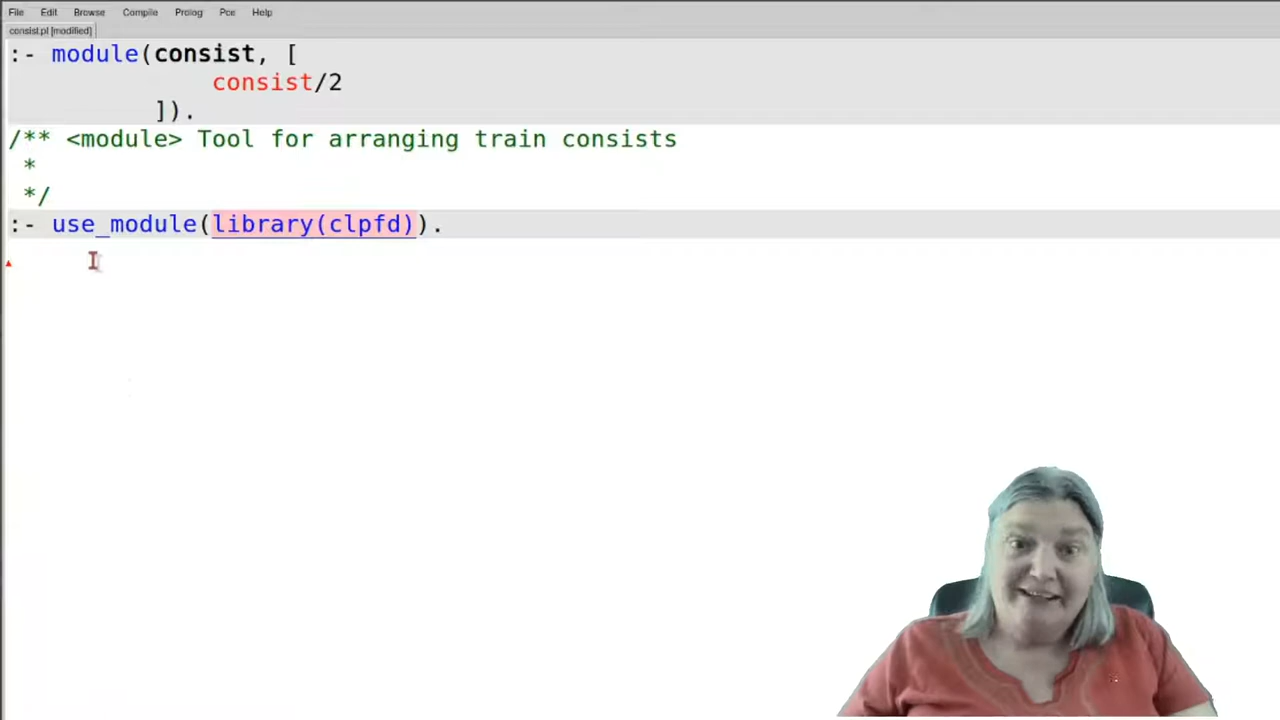 File Edit Browse Compile Prolog Pce Help
consist.pl [modified]
:- module(consist, [
consist/2
]).
/** <module> Tool for arranging train consists
*
*/
:- use_module(library(clpfd)).